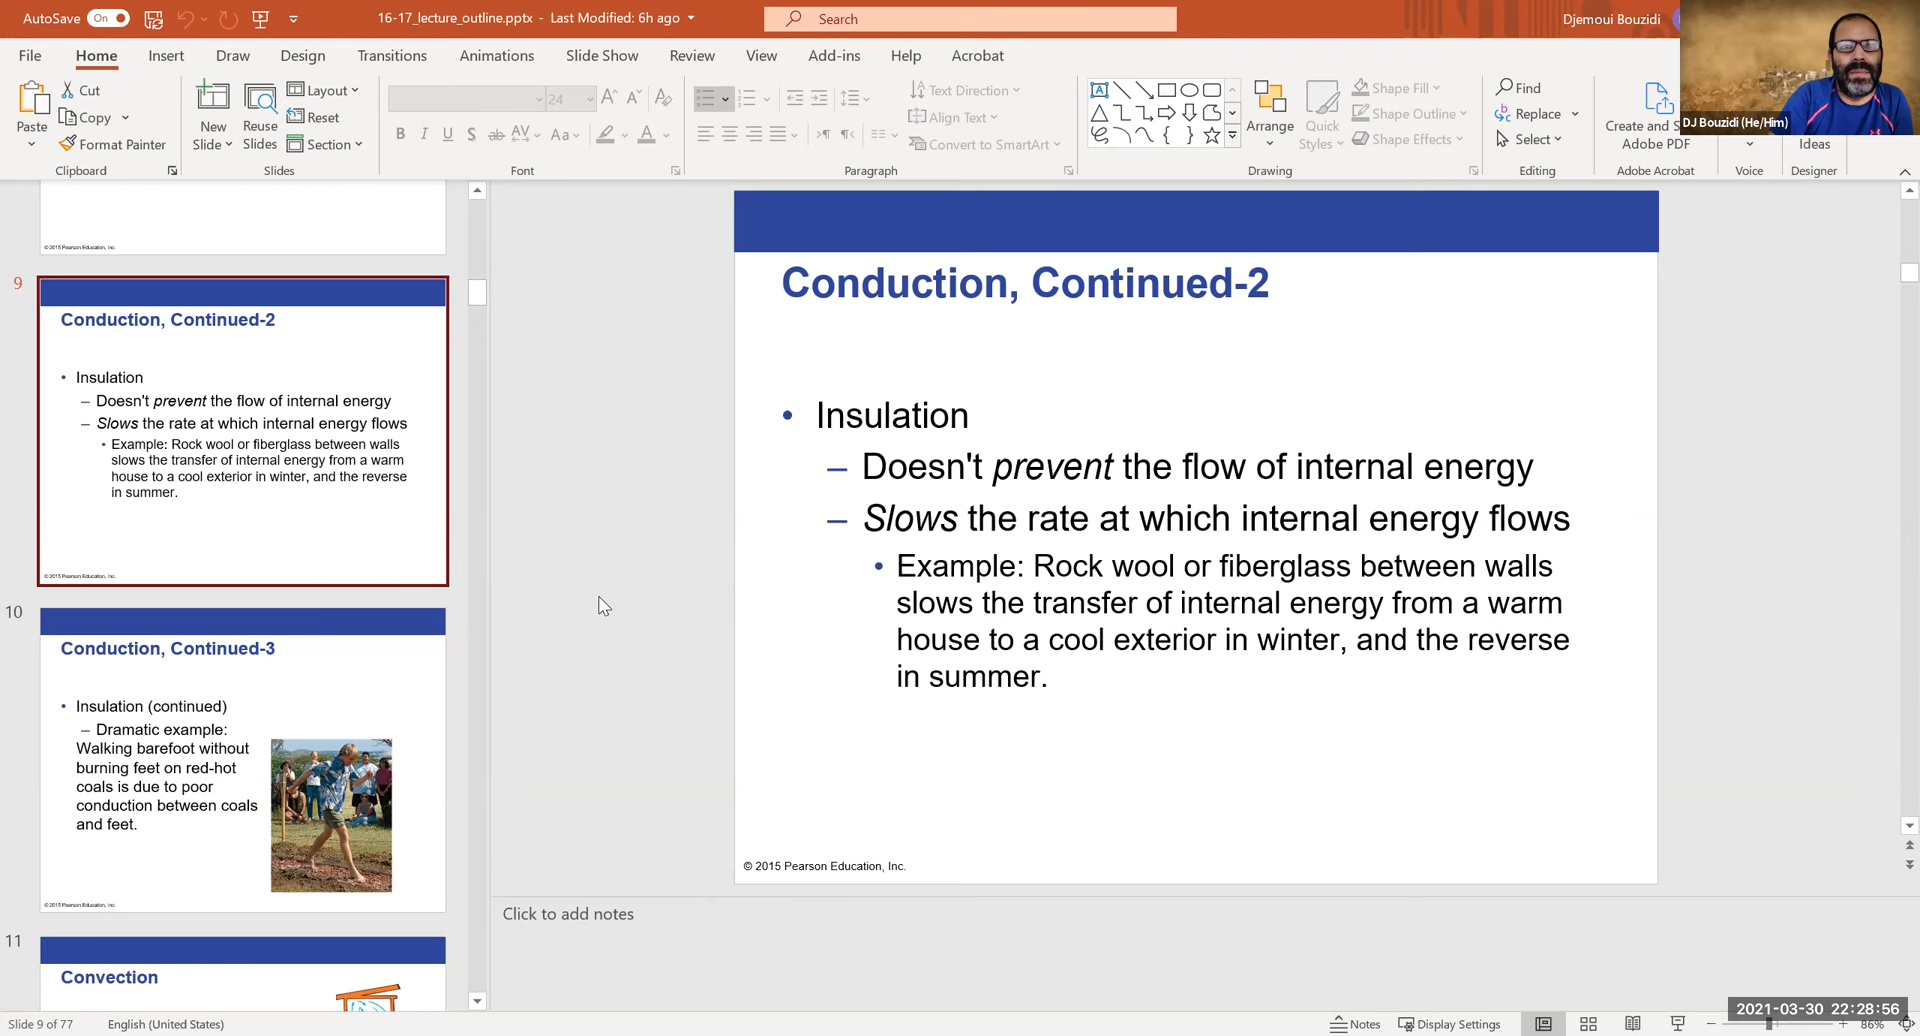 AutoSave On
16-17_lecture_outline.pptx - Last Modified: 6h ago
Search
Djemoui Bouzidi
File Home Insert Draw Design Transitions Animations Slide Show Review View Add-ins Help Acrobat
Paste
Cut
Copy
Format Painter
Clipboard
New Slide
Reuse Slides
Layout
Reset
Section
Slides
24
Font
Text Direction
Align Text
Convert to SmartArt
Paragraph
Arrange
Quick Styles
Shape Fill
Shape Outline
Shape Effects
Drawing
Find
Replace
Select
Editing
Create and S
Adobe PDF
Adobe Acrobat
Voice
Ideas
Designer
DJ Bouzidi (He/Him)
© 2015 Pearson Education, Inc.
9
Conduction, Continued-2
• Insulation
– Doesn't prevent the flow of internal energy
– Slows the rate at which internal energy flows
• Example: Rock wool or fiberglass between walls
slows the transfer of internal energy from a warm
house to a cool exterior in winter, and the reverse
in summer.
© 2015 Pearson Education, Inc.
10
Conduction, Continued-3
• Insulation (continued)
– Dramatic example:
Walking barefoot without
burning feet on red-hot
coals is due to poor
conduction between coals
and feet.
© 2015 Pearson Education, Inc.
11
Convection
Conduction, Continued-2
• Insulation
– Doesn't prevent the flow of internal energy
– Slows the rate at which internal energy flows
• Example: Rock wool or fiberglass between walls
slows the transfer of internal energy from a warm
house to a cool exterior in winter, and the reverse
in summer.
© 2015 Pearson Education, Inc.
Click to add notes
2021-03-30 22:28:56
Slide 9 of 77
English (United States)
Notes
Display Settings
86%